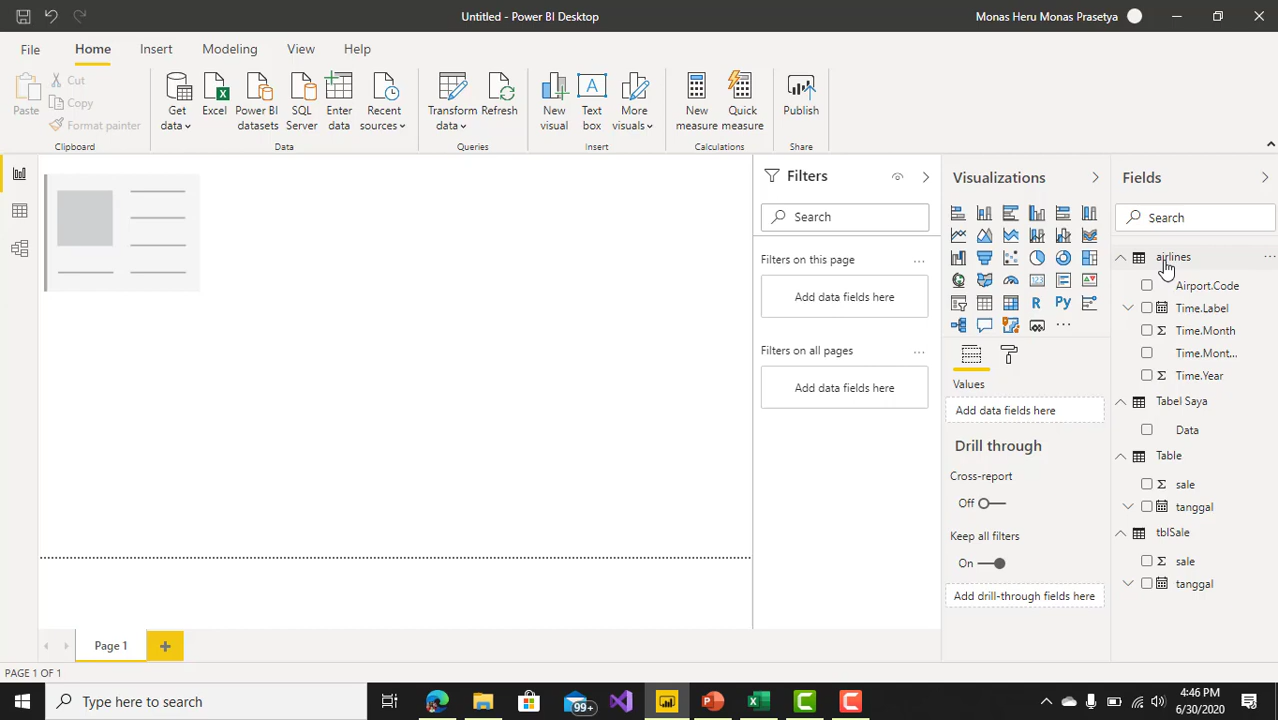 Untitled - Power BI Desktop
Monas Heru Monas Prasetya
File
Home
Insert
Modeling
View
Help
Paste
Cut
Copy
Format painter
Clipboard
Get data
Excel
Power BI datasets
SQL Server
Enter data
Recent sources
Data
Transform data
Refresh
Queries
New visual
A
Text box
More visuals
Insert
New measure
Quick measure
Calculations
Publish
Share
Filters
Search
Filters on this page
...
Add data fields here
Filters on all pages
...
Add data fields here
Visualizations
R
Py
...
Values
Add data fields here
Drill through
Cross-report
Off
Keep all filters
On
Add drill-through fields here
Fields
Search
airlines
...
Airport.Code
Time.Label
Σ Time.Month
Time.Mont...
Σ Time.Year
Tabel Saya
Data
Table
Σ sale
tanggal
tblSale
Σ sale
tanggal
Page 1
PAGE 1 OF 1
Type here to search
99+
4:46 PM
6/30/2020